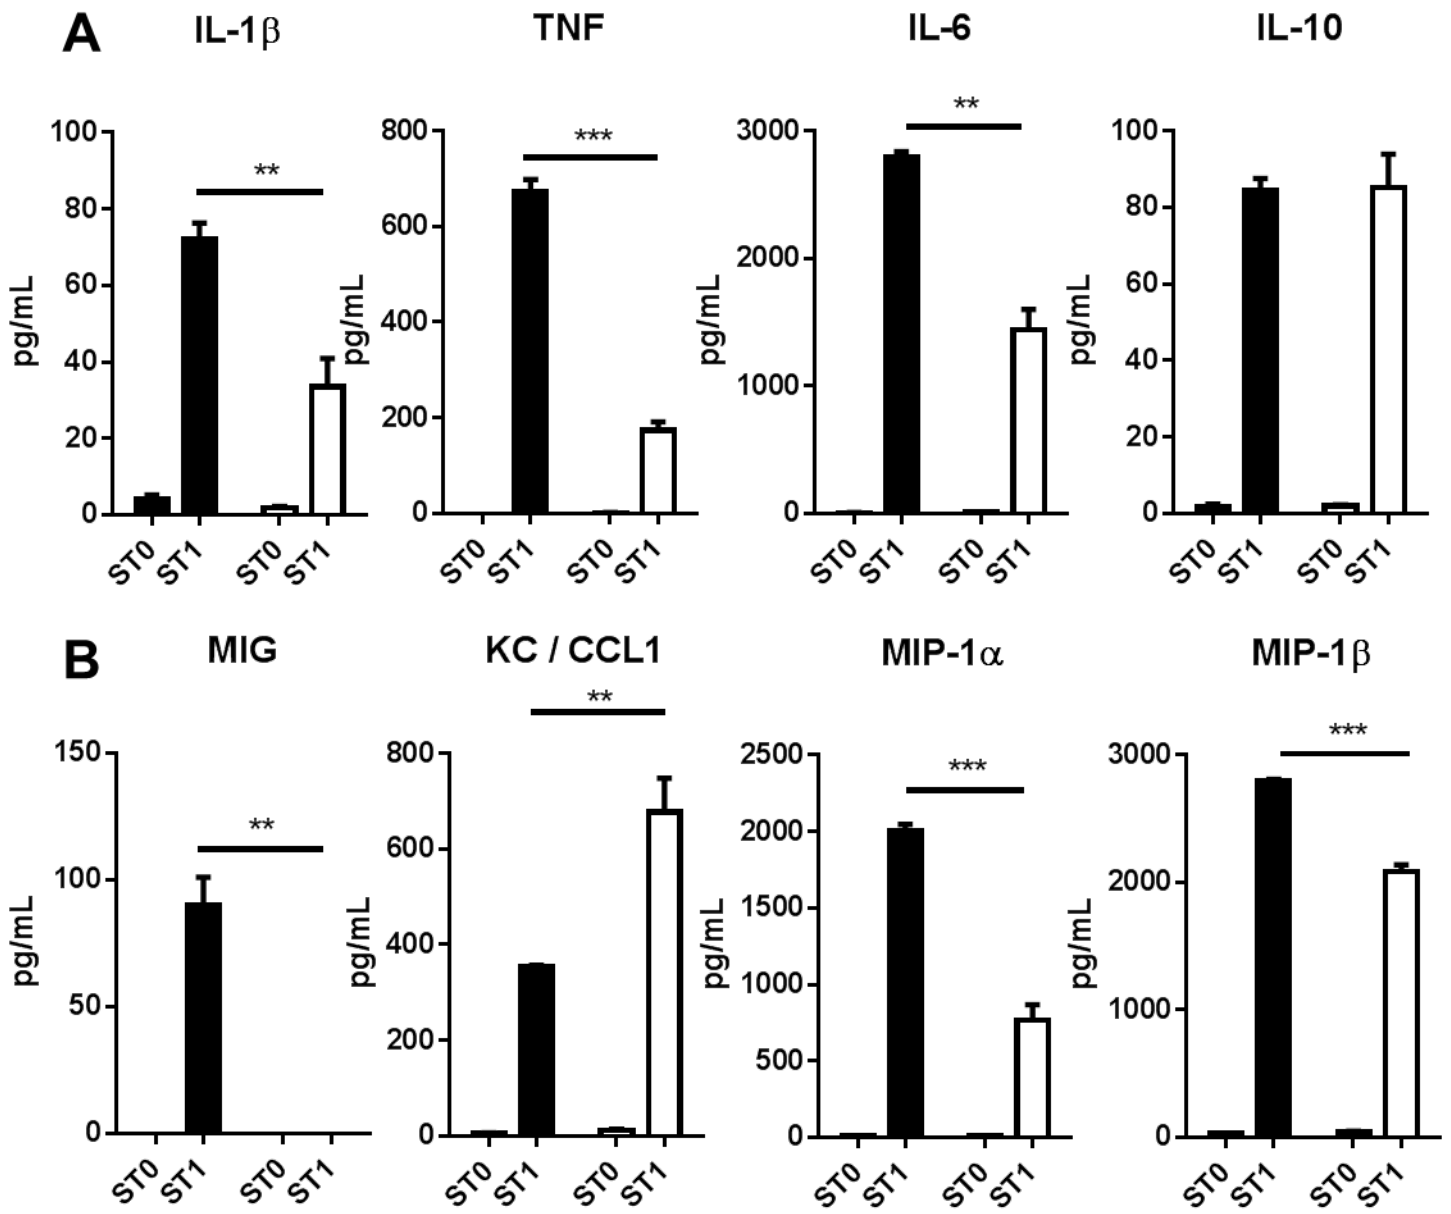 A
IL-1β
TNF
IL-6
IL-10
100
80
60
40
20
0
pg/mL
**
ST0
ST1
ST0
ST1
800
600
400
200
0
pg/mL
***
ST0
ST1
ST0
ST1
3000
2000
1000
0
pg/mL
**
ST0
ST1
ST0
ST1
100
80
60
40
20
0
pg/mL
ST0
ST1
ST0
ST1
B
MIG
KC / CCL1
MIP-1α
MIP-1β
150
100
50
0
pg/mL
**
ST0
ST1
ST0
ST1
800
600
400
200
0
pg/mL
**
ST0
ST1
ST0
ST1
2500
2000
1500
1000
500
0
pg/mL
***
ST0
ST1
ST0
ST1
3000
2000
1000
0
pg/mL
***
ST0
ST1
ST0
ST1